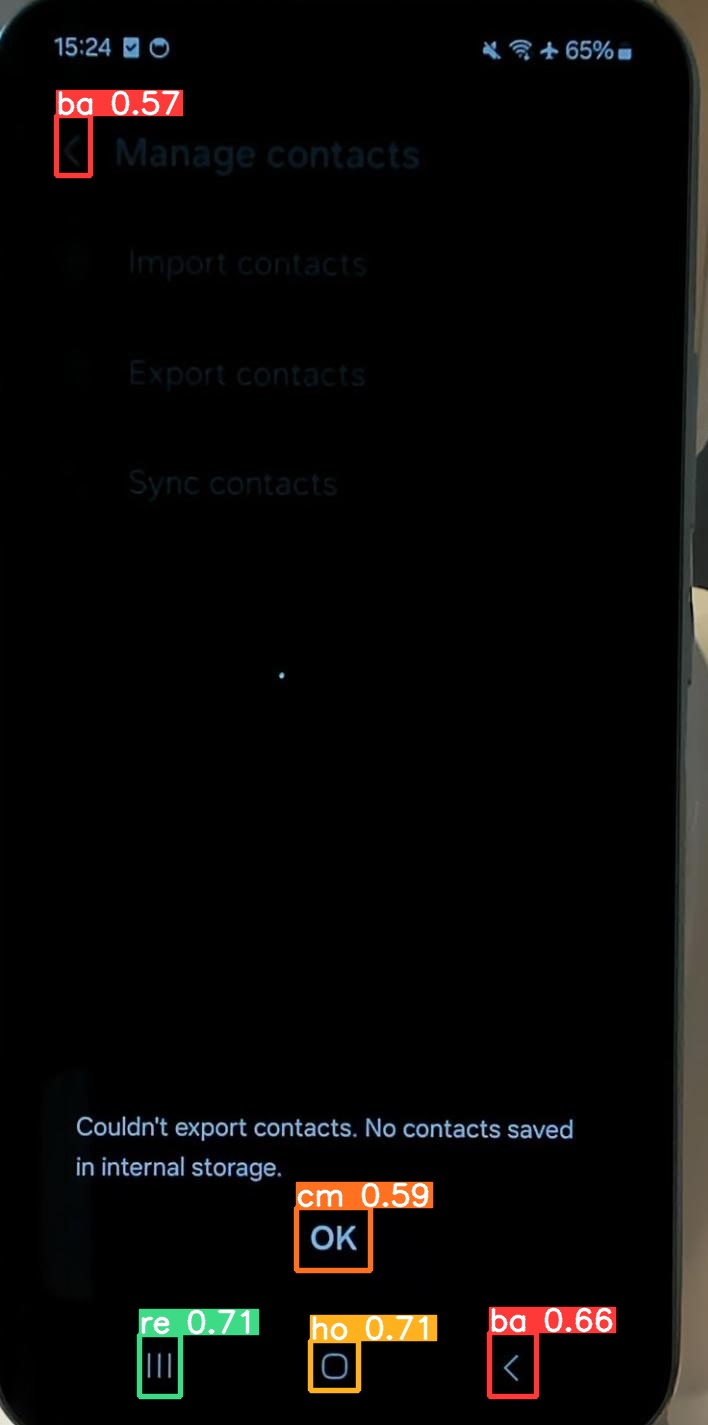 15:24
65%
ba 0.57
Manage contacts
Import contacts
Export contacts
Sync contacts
Couldn't export contacts. No contacts saved
in internal storage.
cm 0.59
OK
re 0.71
ho 0.71
ba 0.66